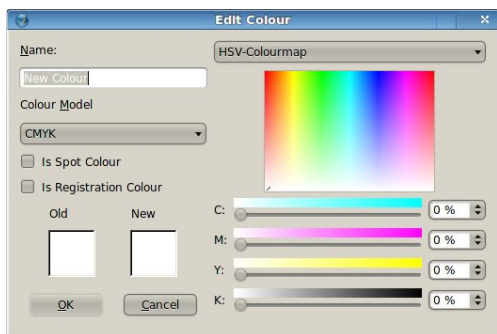 Edit Colour
Name:
New Colour
Colour Model
CMYK
Is Spot Colour
Is Registration Colour
Old New
OK Cancel
HSV-Colourmap
C: 0 %
M: 0 %
Y: 0 %
K: 0 %